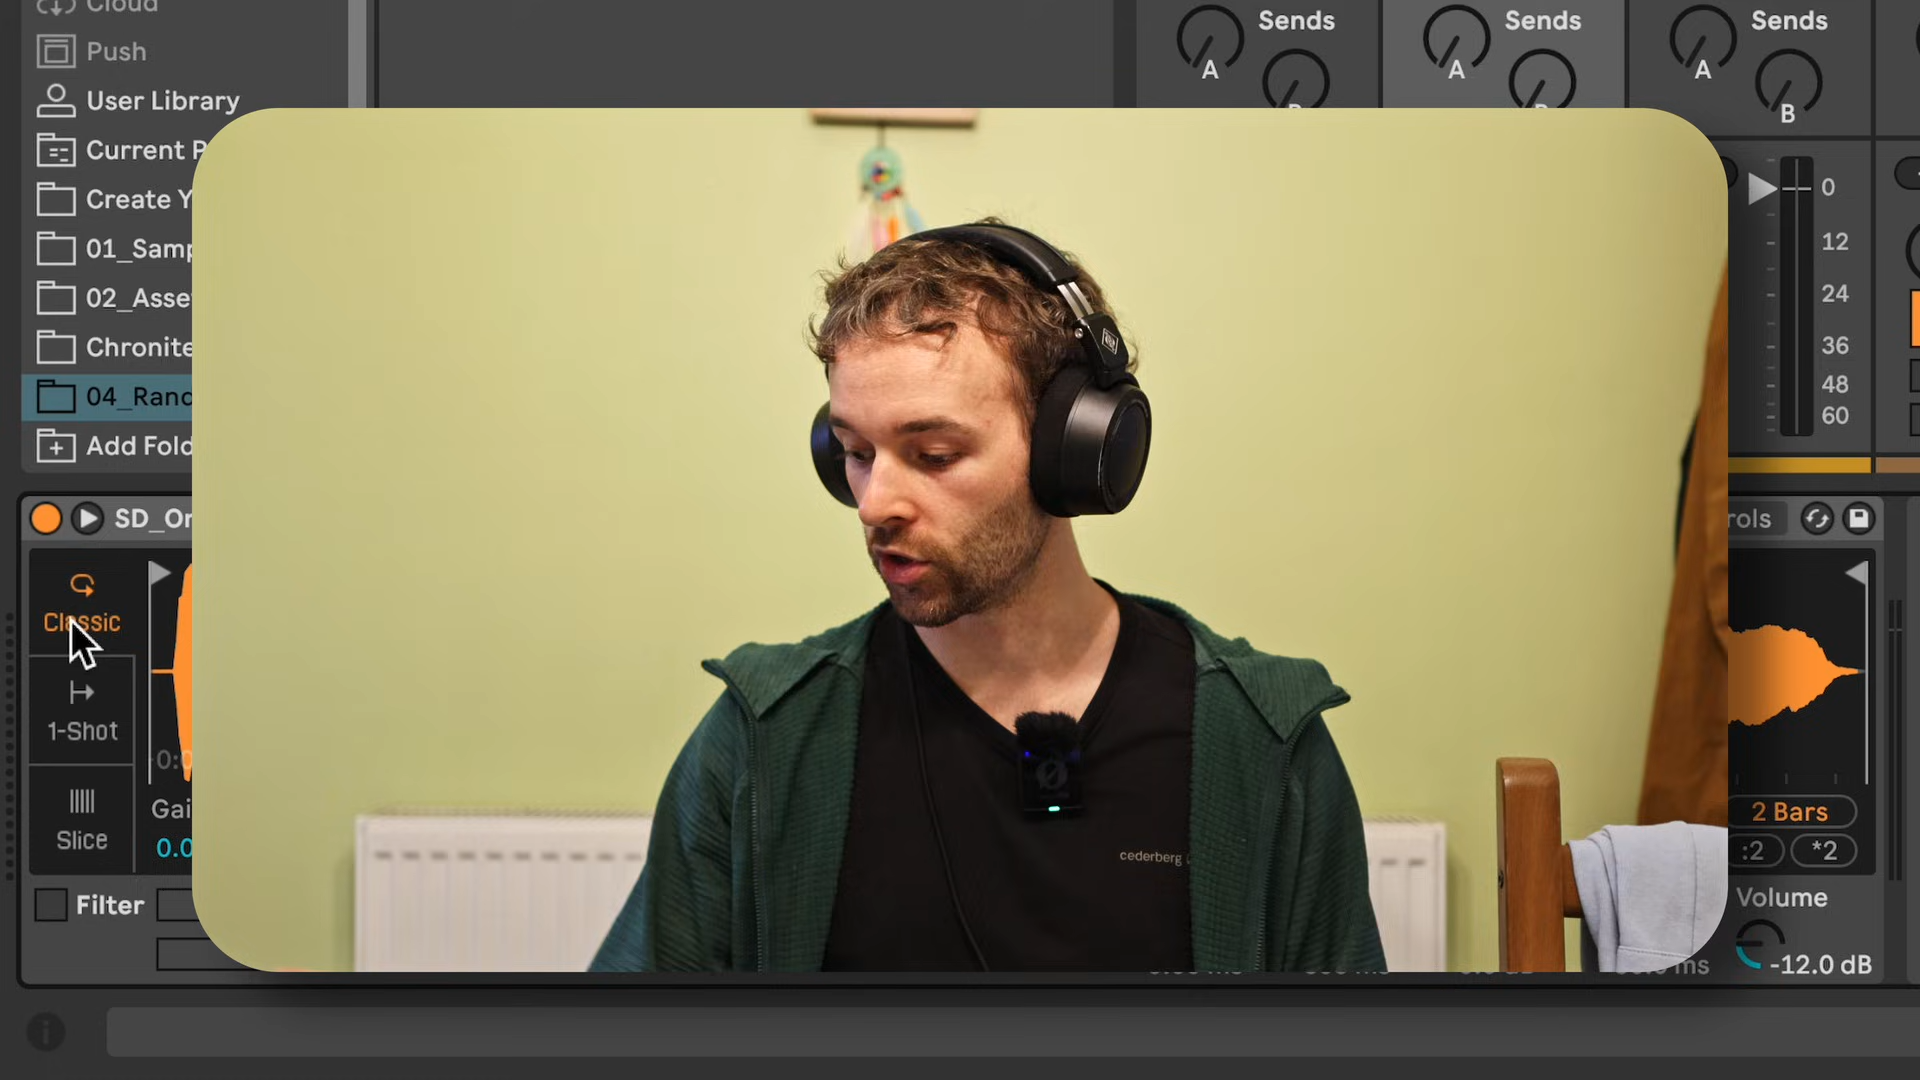 Cloud
Push
User Library
Current P
Create Y
01_Samp
02_Asse
Chronite
04_Rand
Add Fold
Sends
A
Sends
A
Sends
A
B
0
12
24
36
48
60
SD_Or
rols
Classic
1-Shot
Slice
Gai
0.0
Filter
cederberg
2 Bars
:2
*2
Volume
-12.0 dB